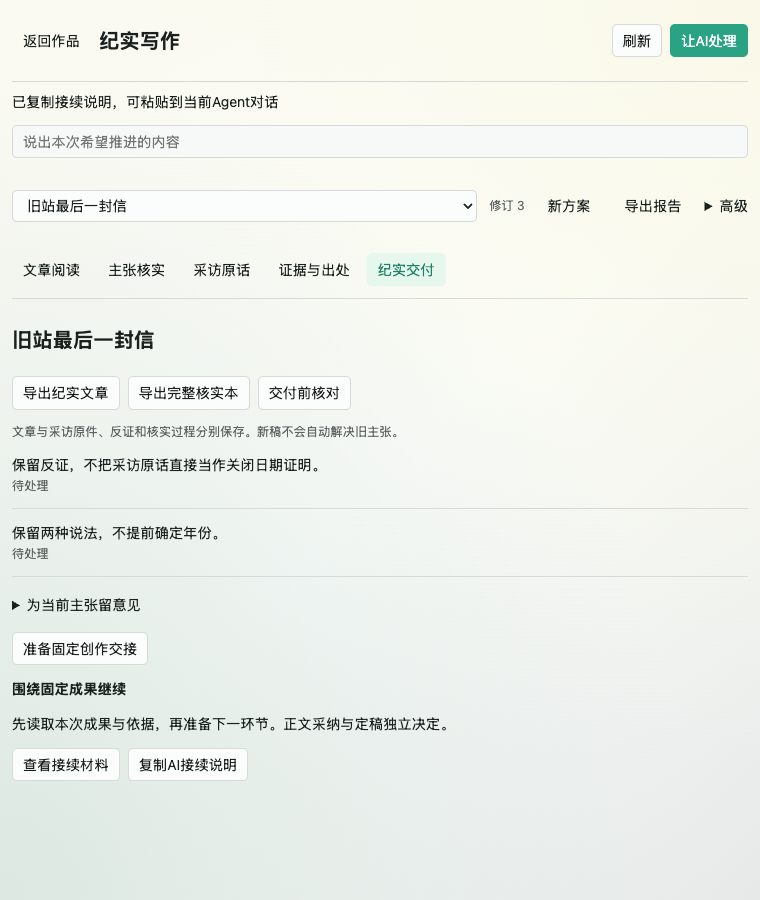 返回作品 纪实写作 刷新 让AI处理
已复制接续说明，可粘贴到当前Agent对话
说出本次希望推进的内容
旧站最后一封信 修订 3 新方案 导出报告 ▶ 高级
文章阅读 主张核实 采访原话 证据与出处 纪实交付
旧站最后一封信
导出纪实文章 导出完整核实本 交付前核对
文章与采访原件、反证和核实过程分别保存。新稿不会自动解决旧主张。
保留反证，不把采访原话直接当作关闭日期证明。
待处理
保留两种说法，不提前确定年份。
待处理
▶ 为当前主张留意见
准备固定创作交接
围绕固定成果继续
先读取本次成果与依据，再准备下一环节。正文采纳与定稿独立决定。
查看接续材料 复制AI接续说明